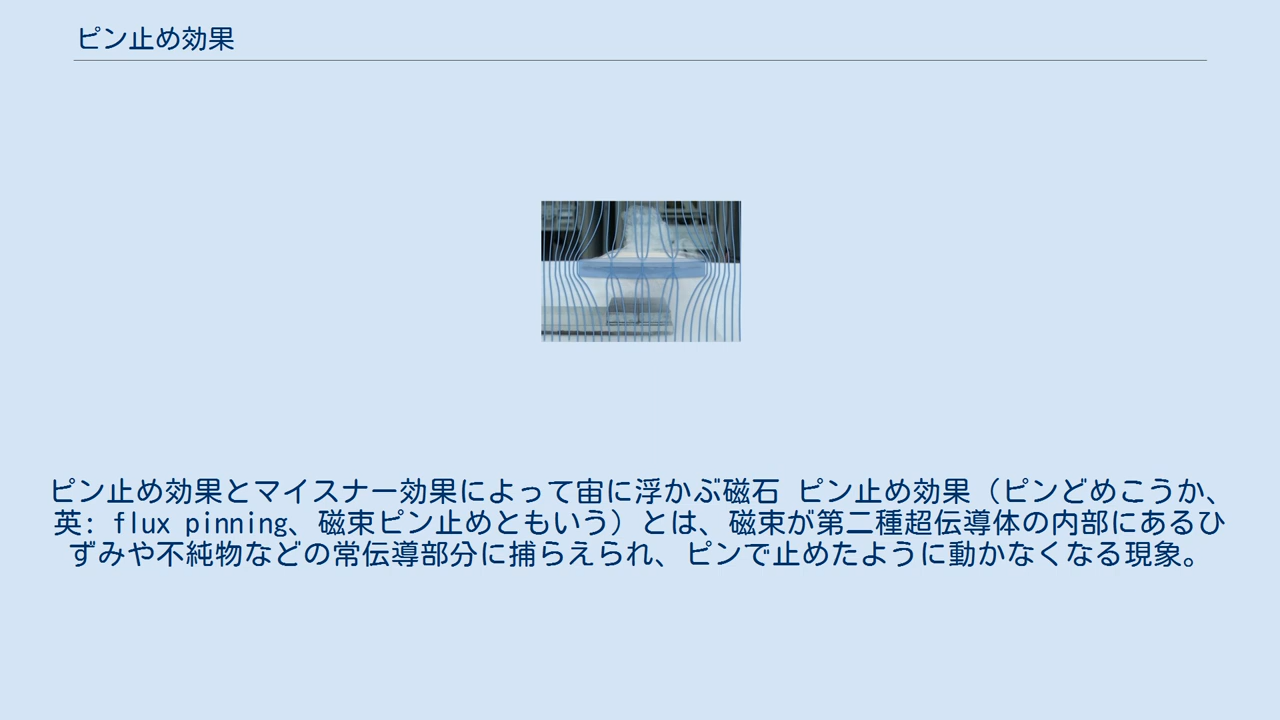 ピン止め効果
ピン止め効果とマイスナー効果によって宙に浮かぶ磁石 ピン止め効果（ピンどめこうか、
英: flux pinning、磁束ピン止めともいう）とは、磁束が第二種超伝導体の内部にあるひ
ずみや不純物などの常伝導部分に捕らえられ、ピンで止めたように動かなくなる現象。